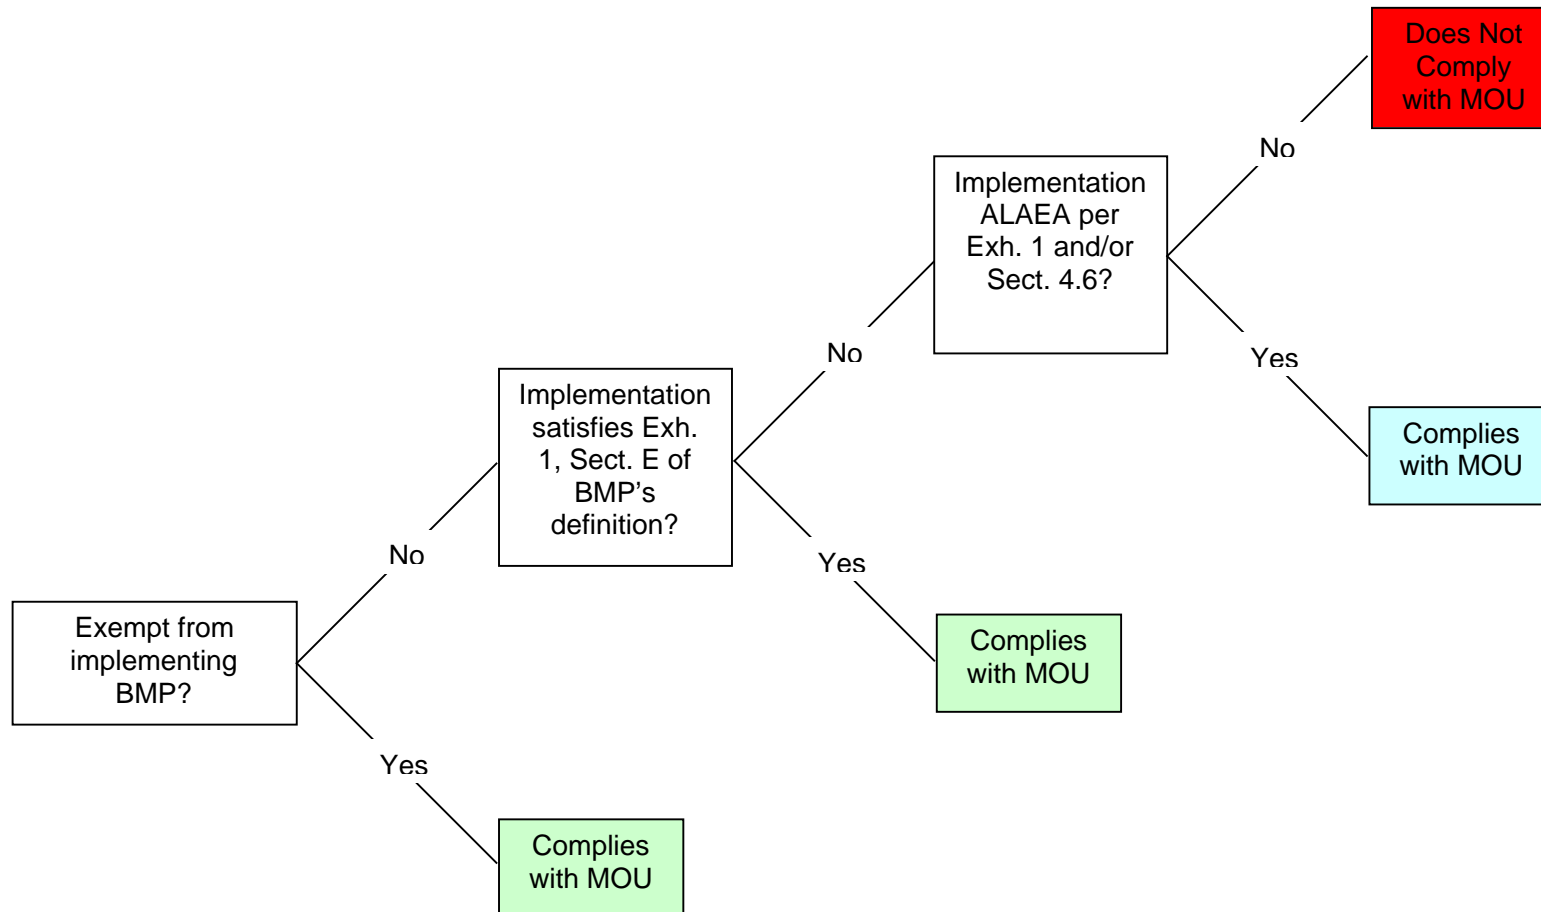 Does Not
Comply
with MOU
No
Implementation
ALAEA per
Exh. 1 and/or
Sect. 4.6?
No
Yes
Implementation
satisfies Exh.
1, Sect. E of
BMP’s
definition?
Complies
with MOU
No
Yes
Exempt from
implementing
BMP?
Complies
with MOU
Yes
Complies
with MOU